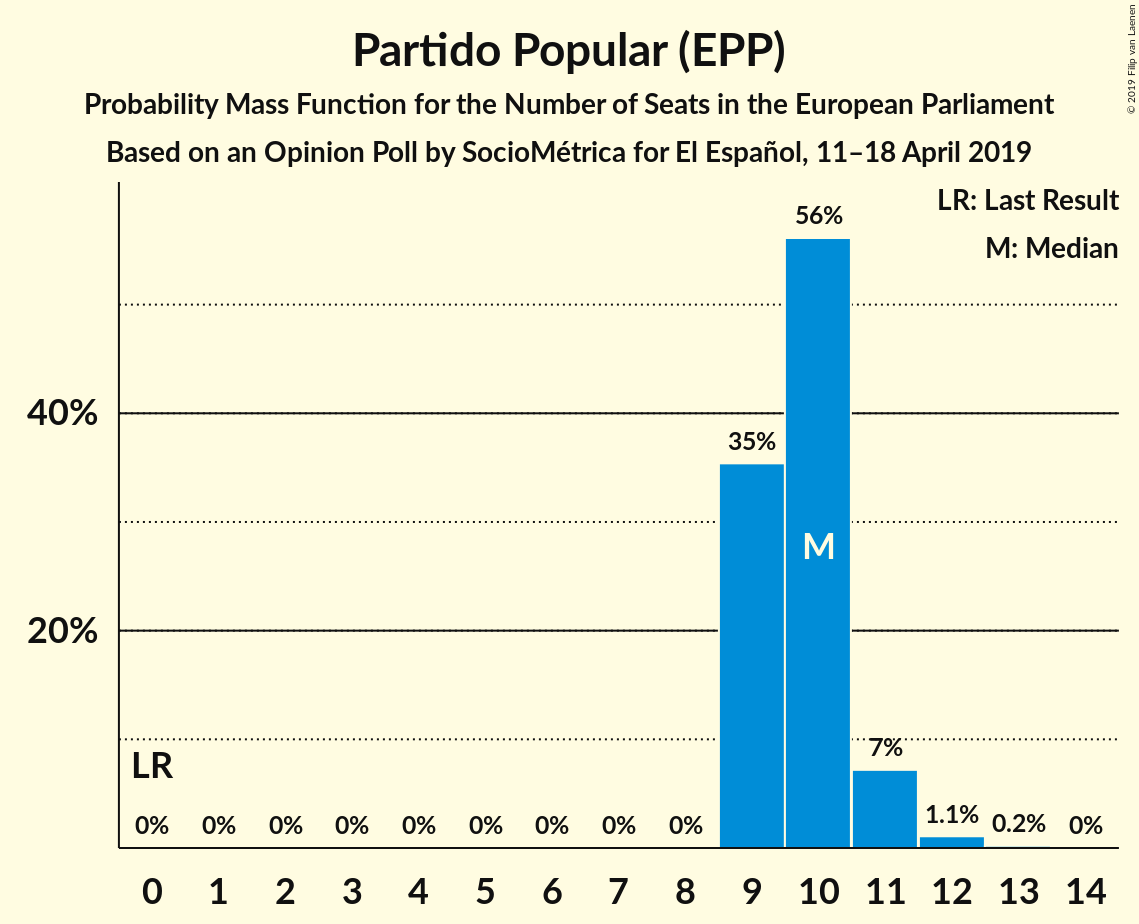 Partido Popular (EPP)
Probability Mass Function for the Number of Seats in the European Parliament
Based on an Opinion Poll by SocioMétrica for El Español, 11–18 April 2019
© 2019 Filip van Laenen
LR: Last Result
M: Median
56%
40%
35%
M
20%
7%
LR
0% 0% 0% 0% 0% 0% 0% 0% 0% 1.1% 0.2% 0%
0 1 2 3 4 5 6 7 8 9 10 11 12 13 14